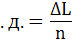 . д. = ΔL / n